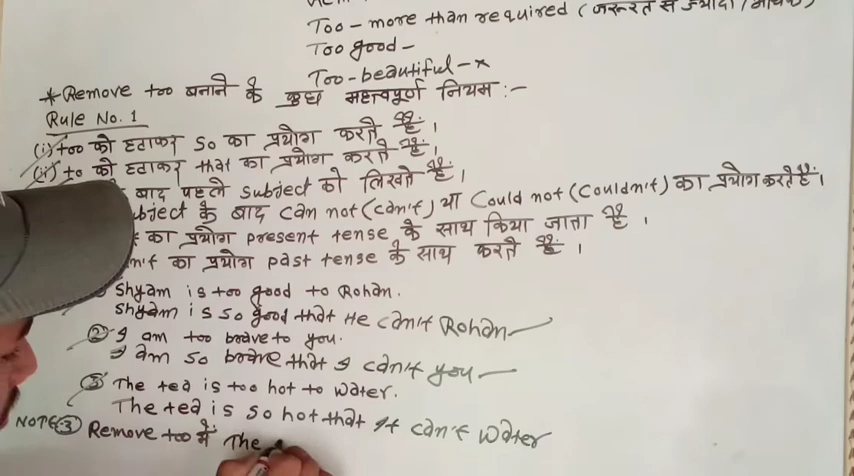 Too - more than required (जरूरत से ज्यादा /
Too good -
Too - beautiful - x
* Remove too बनाने के कुछ महत्वपूर्ण नियम :-
Rule No. 1
(i) too को हटाकर so का प्रयोग करते हैं।
(ii) to को हटाकर that का प्रयोग करते हैं।
बाद पहले subject को लिखते हैं।
bject के बाद can not (can't) या Could not (Couldn't) का प्रयोग करते हैं।
का प्रयोग present tense के साथ किया जाता है।
n't का प्रयोग past tense के साथ करते हैं।
Shyam is too good to Rohan.
Shyam is so good that He can't Rohan
② I am too brave to you.
I am so brave that I can't you
③ The tea is too hot to Water.
The tea is so hot that It can't Water
NOTE:③ Remove too में The